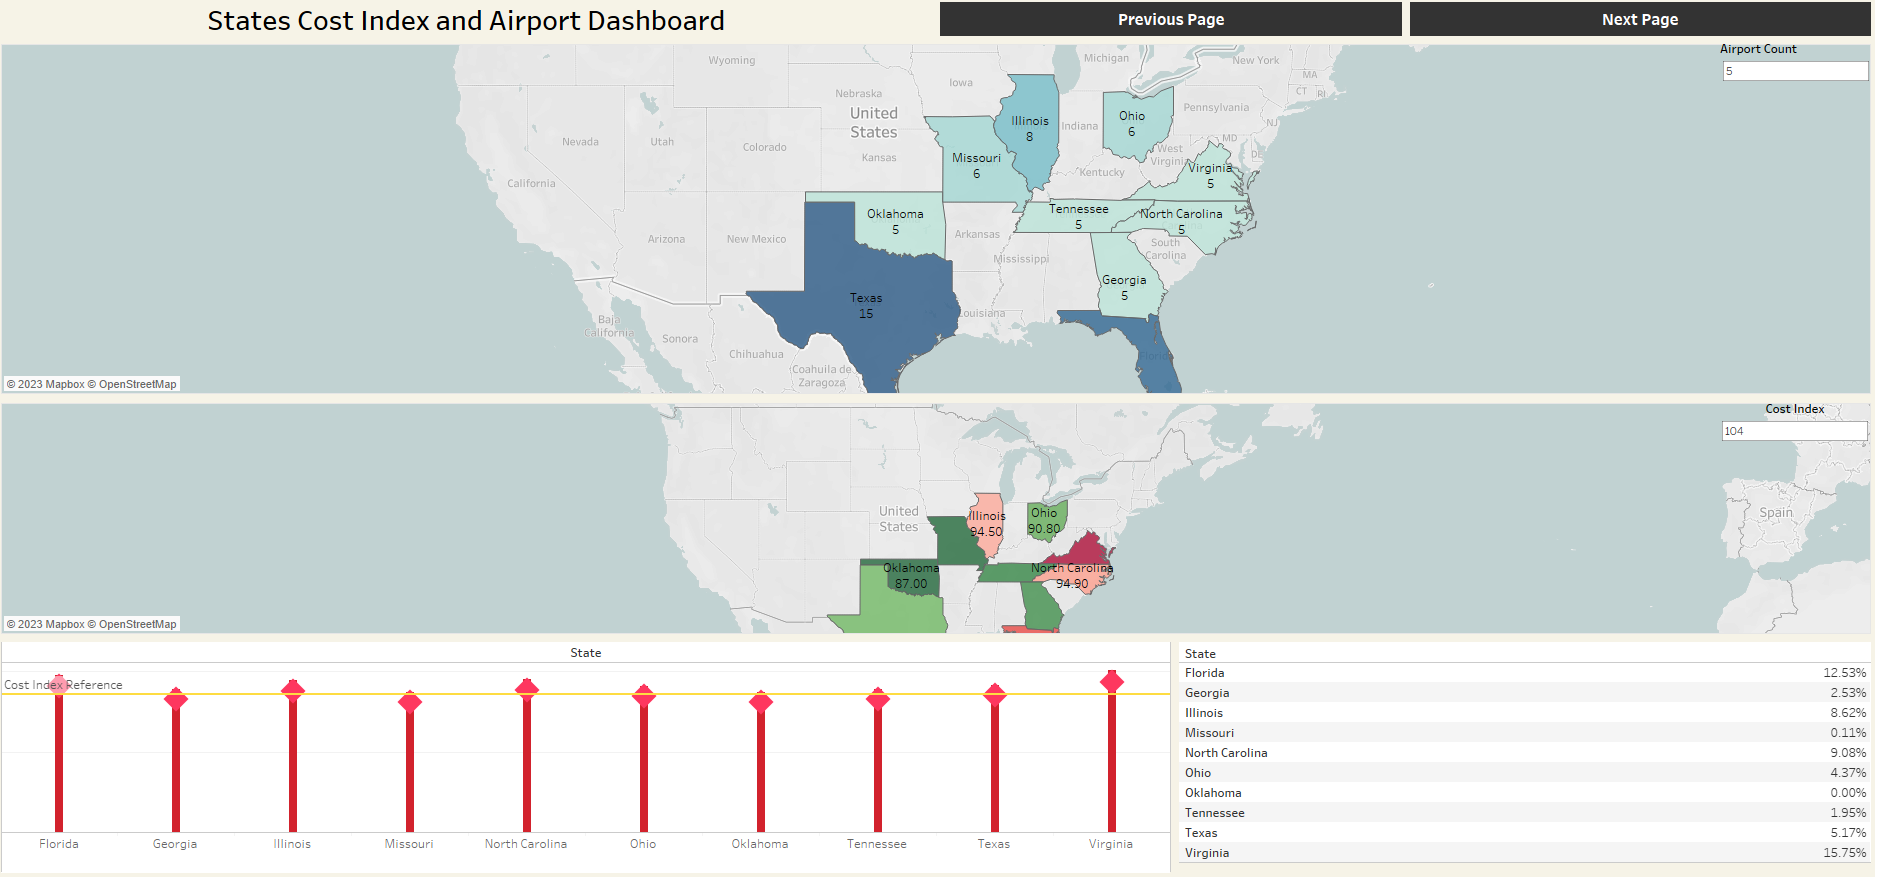 States Cost Index and Airport Dashboard
Previous Page
Next Page
Airport Count
5
Wyoming
Iowa
Michigan
New York
MA
CT RI
Nebraska
Illinois
8
Ohio
6
Pennsylvania
United
States
Indiana
NJ
Nevada
Utah
Colorado
Kansas
Missouri
6
West
Virginia
MD
DE
Kentucky
Virginia
5
California
Oklahoma
5
Tennessee
5
North Carolina
5
Arizona
New Mexico
Arkansas
South
Carolina
Mississippi
Georgia
5
Texas
15
Louisiana
Baja
California
Sonora
Chihuahua
Florida
Coahuila de
Zaragoza
© 2023 Mapbox © OpenStreetMap
Cost Index
104
United
States
Illinois
94.50
Ohio
90.80
Spain
Oklahoma
87.00
North Carolina
94.90
© 2023 Mapbox © OpenStreetMap
State
Cost Index Reference
Florida
Georgia
Illinois
Missouri
North Carolina
Ohio
Oklahoma
Tennessee
Texas
Virginia
State
Florida 12.53%
Georgia 2.53%
Illinois 8.62%
Missouri 0.11%
North Carolina 9.08%
Ohio 4.37%
Oklahoma 0.00%
Tennessee 1.95%
Texas 5.17%
Virginia 15.75%